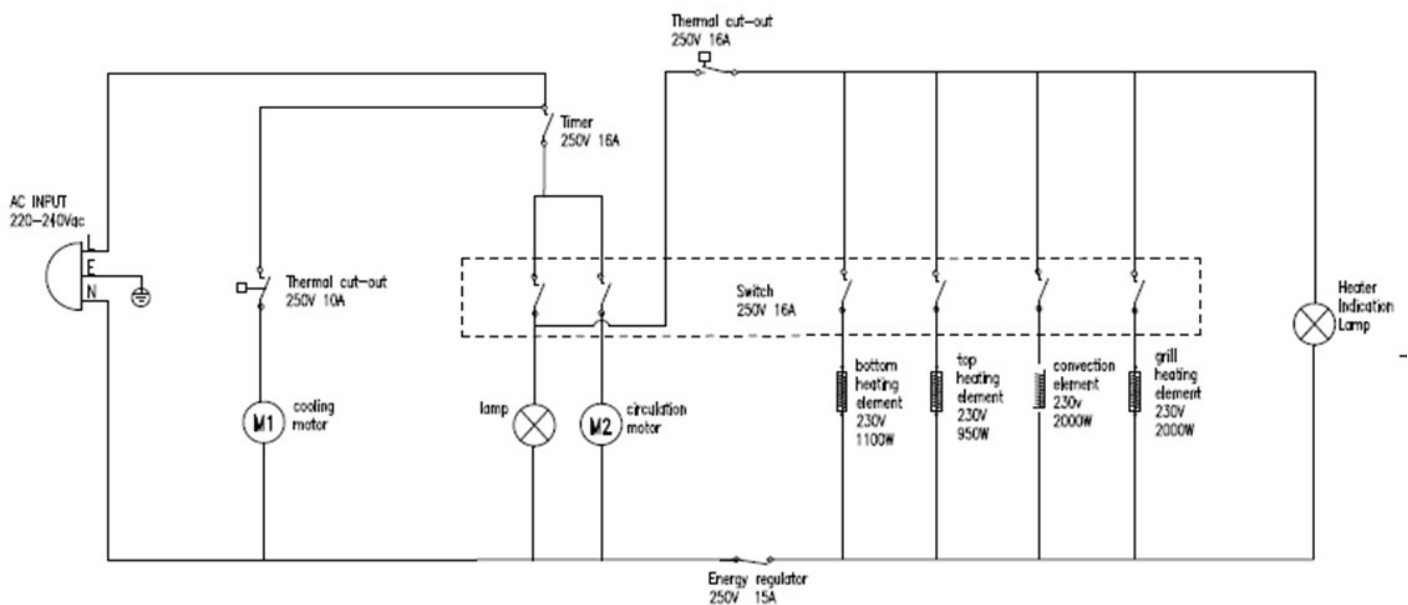 Thermal cut-out
250V 16A
Timer
250V 16A
AC INPUT
220-240Vac
L
E
N
Thermal cut-out
250V 10A
Switch
250V 16A
Heater
Indication
Lamp
M1
cooling
motor
lamp
M2
circulation
motor
bottom
heating
element
230V
1100W
top
heating
element
230V
950W
convection
element
230v
2000W
grill
heating
element
230V
2000W
Energy regulator
250V 15A